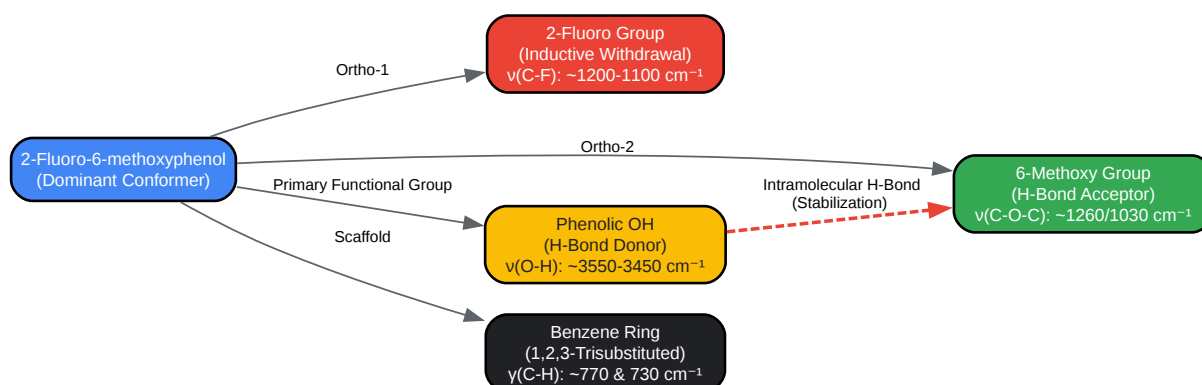 2-Fluoro Group
(Inductive Withdrawal)
ν(C-F): ~1200-1100 cm⁻¹
Ortho-1
2-Fluoro-6-methoxyphenol
(Dominant Conformer)
Ortho-2
6-Methoxy Group
(H-Bond Acceptor)
ν(C-O-C): ~1260/1030 cm⁻¹
Primary Functional Group
Intramolecular H-Bond
(Stabilization)
Phenolic OH
(H-Bond Donor)
ν(O-H): ~3550-3450 cm⁻¹
Scaffold
Benzene Ring
(1,2,3-Trisubstituted)
γ(C-H): ~770 & 730 cm⁻¹